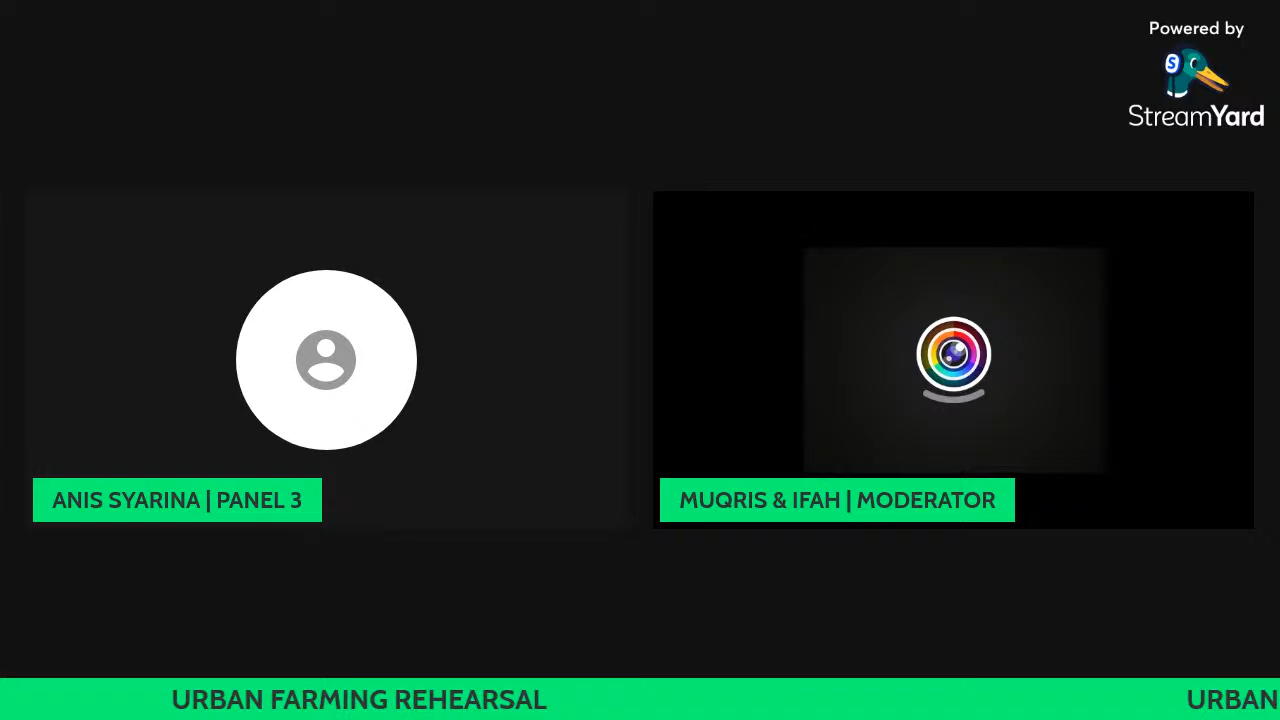 Powered by
S
StreamYard
ANIS SYARINA | PANEL 3
MUQRIS & IFAH | MODERATOR
URBAN FARMING REHEARSAL
URBAN